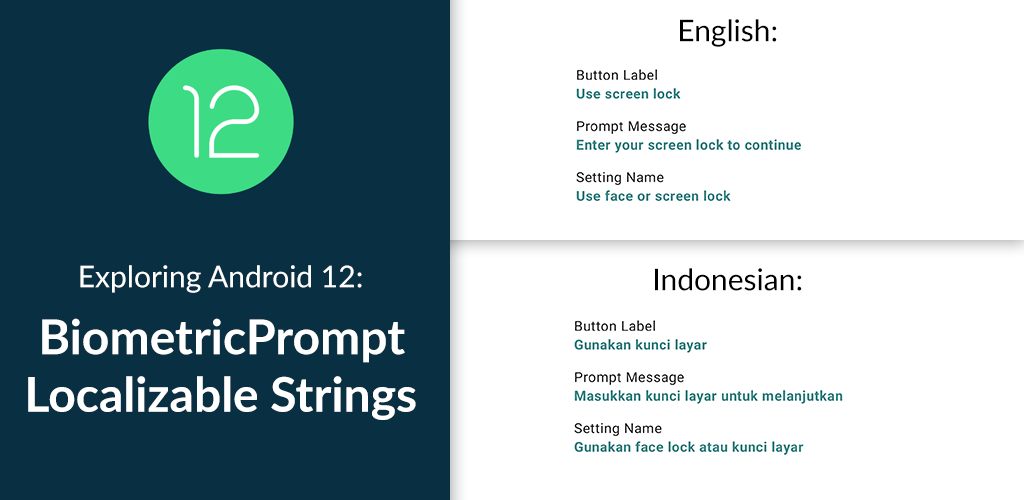 12
Exploring Android 12:
BiometricPrompt
Localizable Strings
English:
Button Label
Use screen lock
Prompt Message
Enter your screen lock to continue
Setting Name
Use face or screen lock
Indonesian:
Button Label
Gunakan kunci layar
Prompt Message
Masukkan kunci layar untuk melanjutkan
Setting Name
Gunakan face lock atau kunci layar